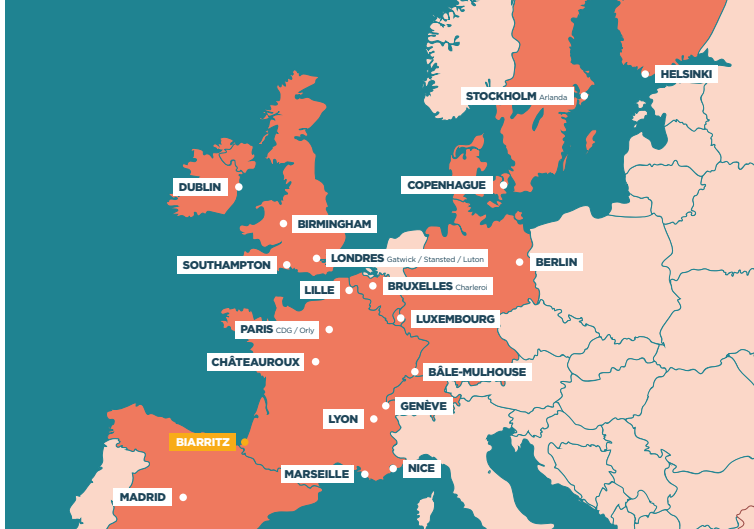 HELSINKI
STOCKHOLM Arlanda
COPENHAGUE
DUBLIN
BIRMINGHAM
LONDRES Gatwick / Stansted / Luton
SOUTHAMPTON
BERLIN
BRUXELLES Charleroi
LILLE
LUXEMBOURG
PARIS CDG / Orly
CHÂTEAUROUX
BÂLE-MULHOUSE
GENÈVE
LYON
BIARRITZ
NICE
MARSEILLE
MADRID